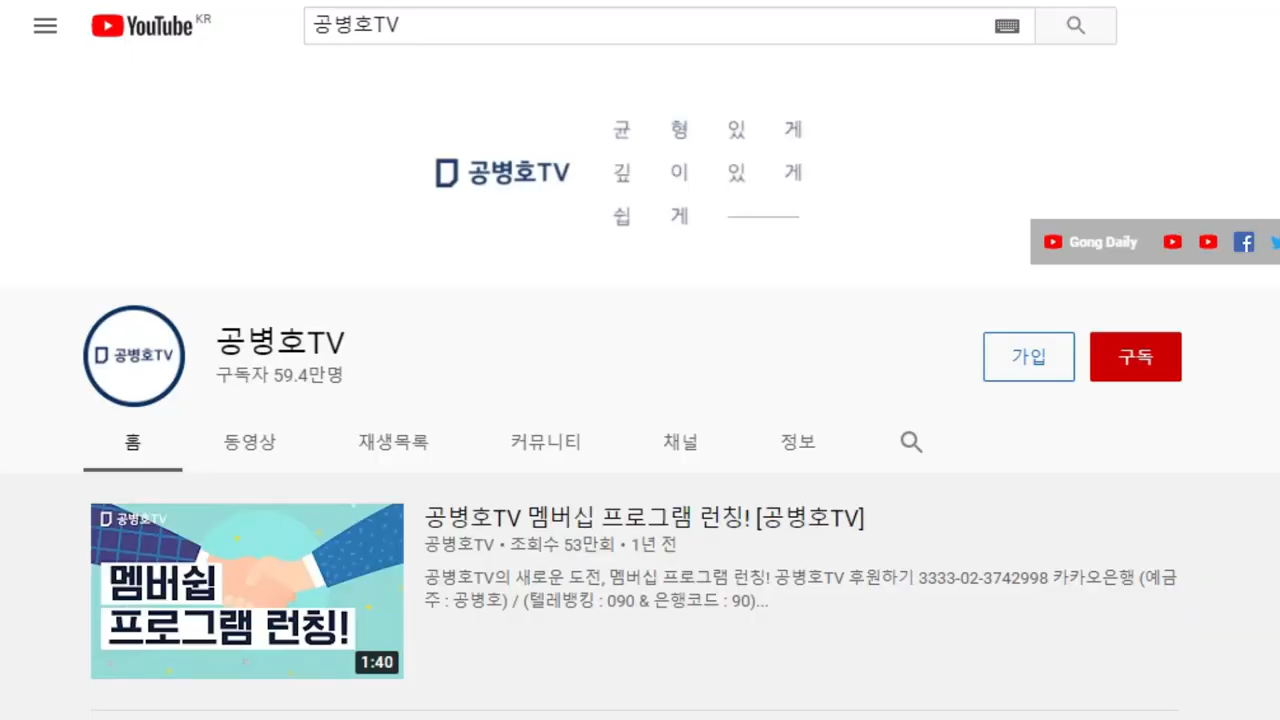 YouTube KR
공병호TV
균 형 있 게
공병호TV
깊 이 있 게
쉽 게
Gong Daily
공병호TV
공병호TV
구독자 59.4만명
가입
구독
홈 동영상 재생목록 커뮤니티 채널 정보
공병호TV
멤버쉽
프로그램 런칭!
1:40
공병호TV 멤버십 프로그램 런칭! [공병호TV]
공병호TV • 조회수 53만회 • 1년 전
공병호TV의 새로운 도전, 멤버십 프로그램 런칭! 공병호TV 후원하기 3333-02-3742998 카카오은행 (예금
주 : 공병호) / (텔레뱅킹 : 090 & 은행코드 : 90)...